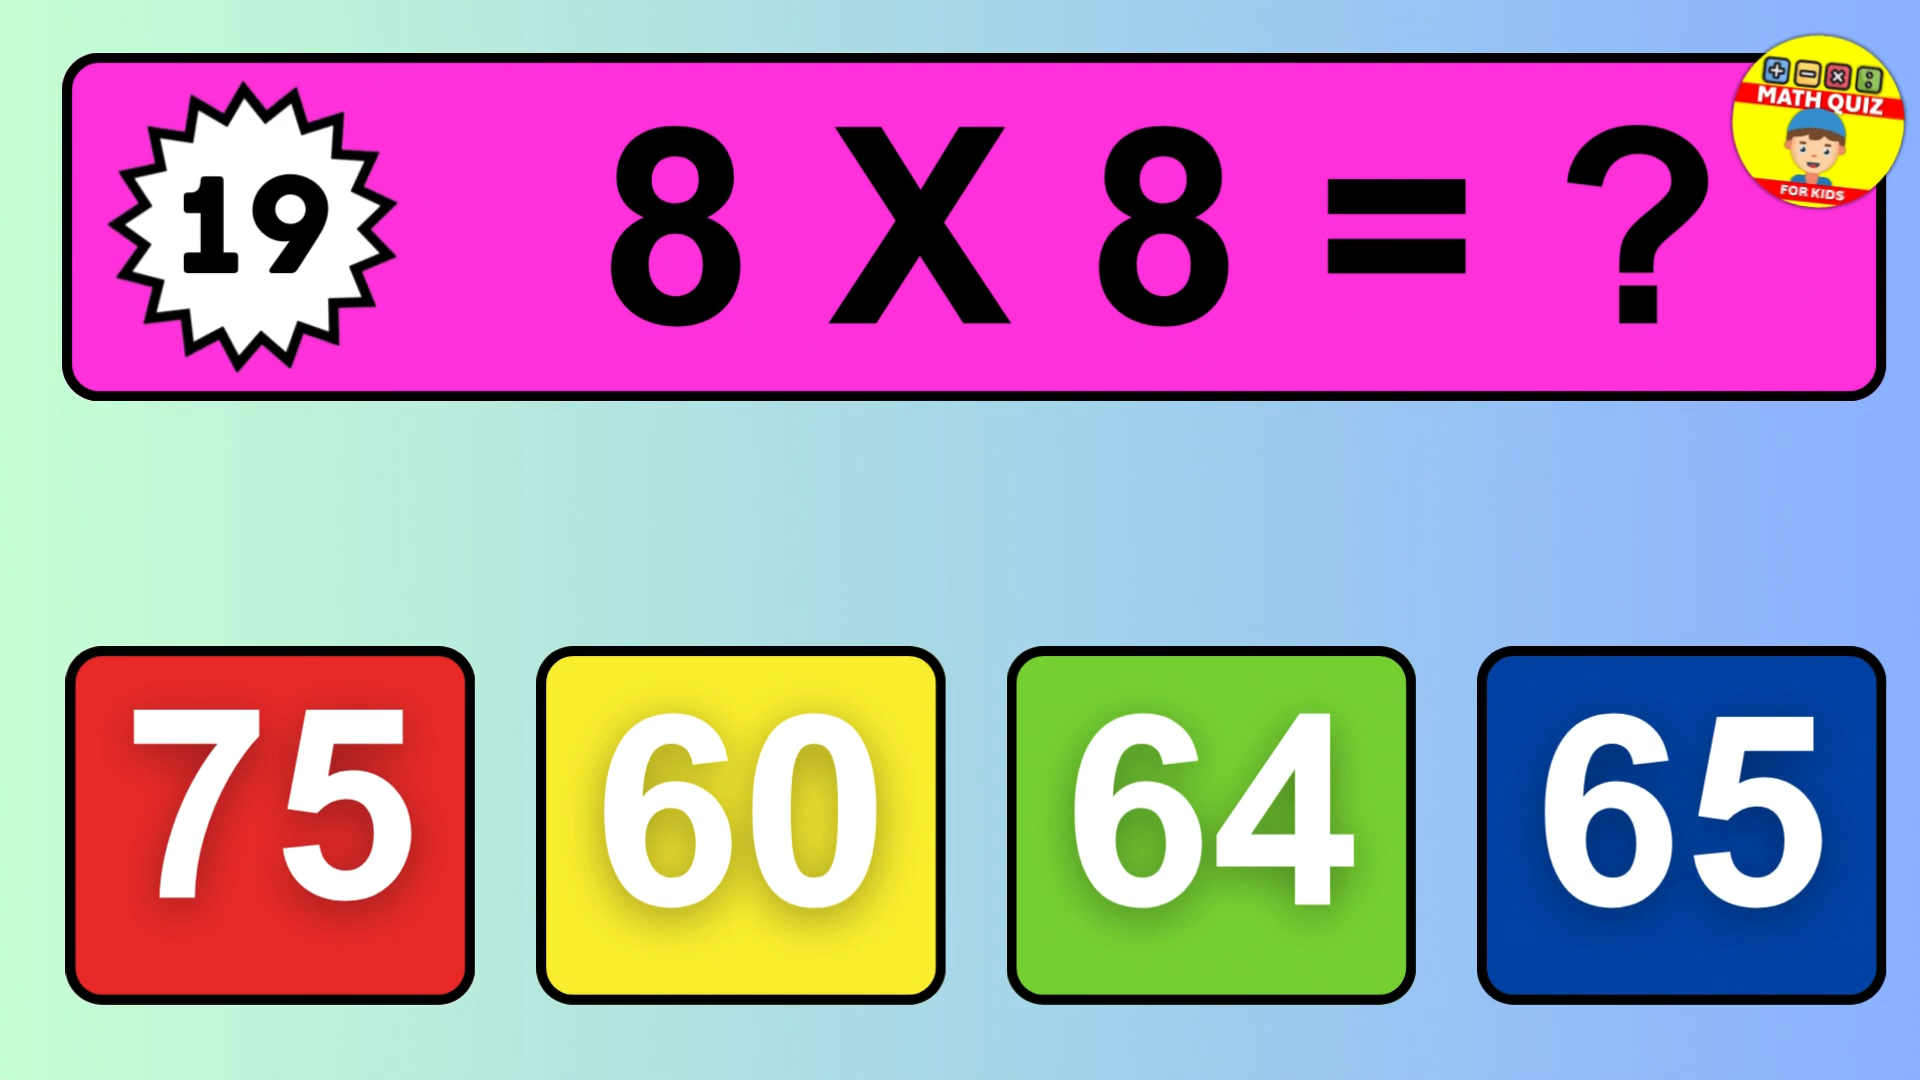 19
8 X 8 = ?
+ - x :
MATH QUIZ
FOR KIDS
75 60 64 65